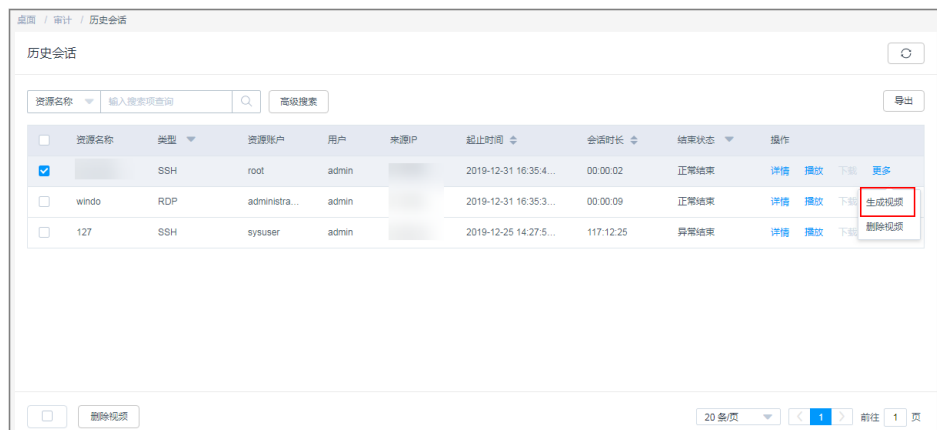 桌面 / 审计 / 历史会话
历史会话
资源名称 输入搜索项查询 高级搜索 导出
资源名称 类型 资源账户 用户 来源IP 起止时间 会话时长 结束状态 操作
SSH root admin 2019-12-31 16:35:4... 00:00:02 正常结束 详情 播放 下载 更多
windo RDP administra... admin 2019-12-31 16:35:3... 00:00:09 正常结束 详情 播放 下载 生成视频
127 SSH sysuser admin 2019-12-25 14:27:5... 117:12:25 异常结束 详情 播放 下载 删除视频
删除视频 20 条/页 1 前往 1 页